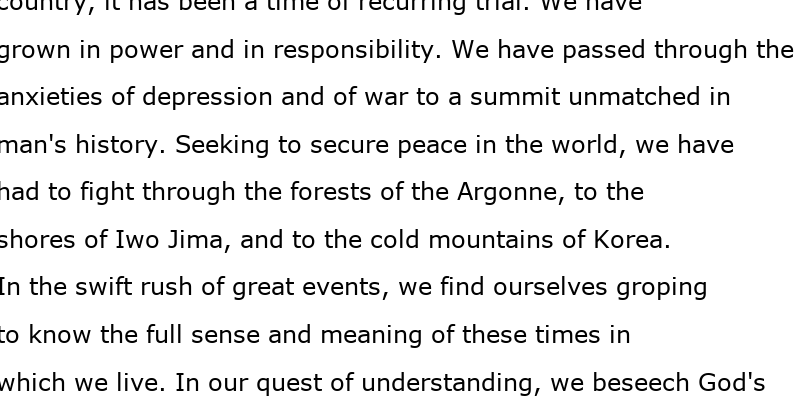 country, it has been a time of recurring trial. We have
grown in power and in responsibility. We have passed through the
anxieties of depression and of war to a summit unmatched in
man's history. Seeking to secure peace in the world, we have
had to fight through the forests of the Argonne, to the
shores of Iwo Jima, and to the cold mountains of Korea.
In the swift rush of great events, we find ourselves groping
to know the full sense and meaning of these times in
which we live. In our quest of understanding, we beseech God's